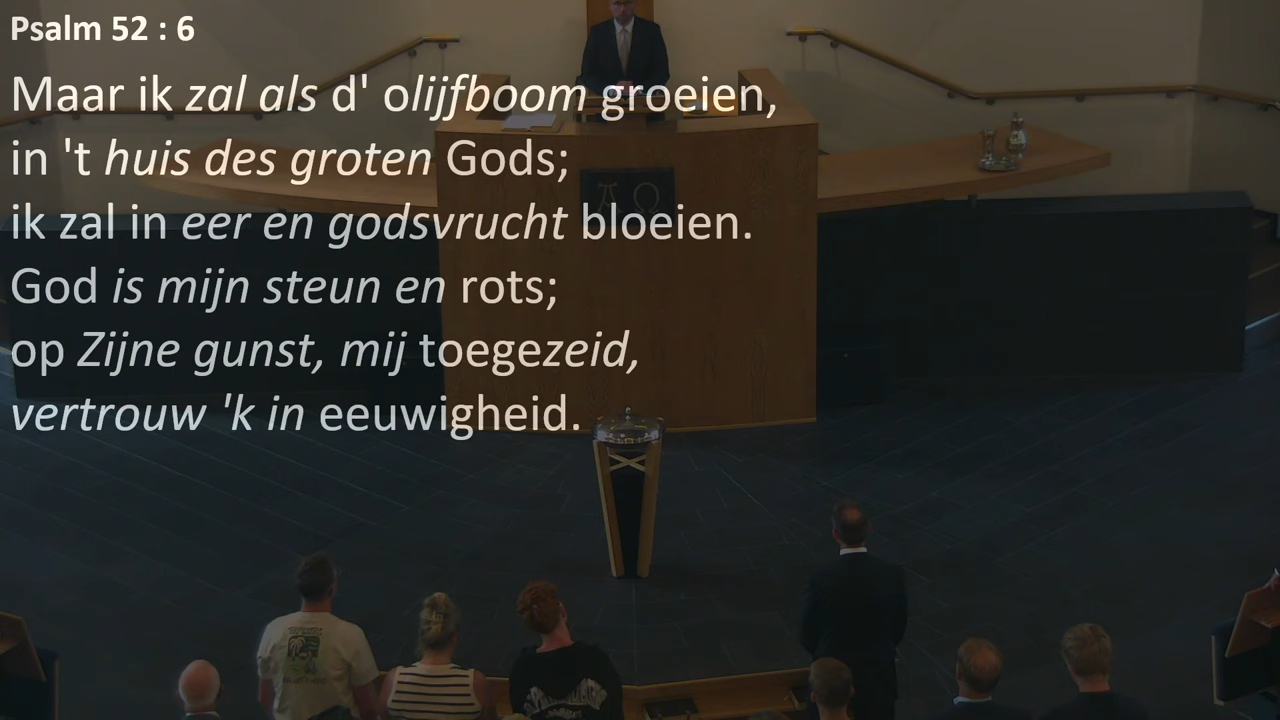 Psalm 52 : 6
Maar ik zal als d' olijfboom groeien,
in 't huis des groten Gods;
ik zal in eer en godsvrucht bloeien.
God is mijn steun en rots;
op Zijne gunst, mij toegezeid,
vertrouw 'k in eeuwigheid.
Α Ω